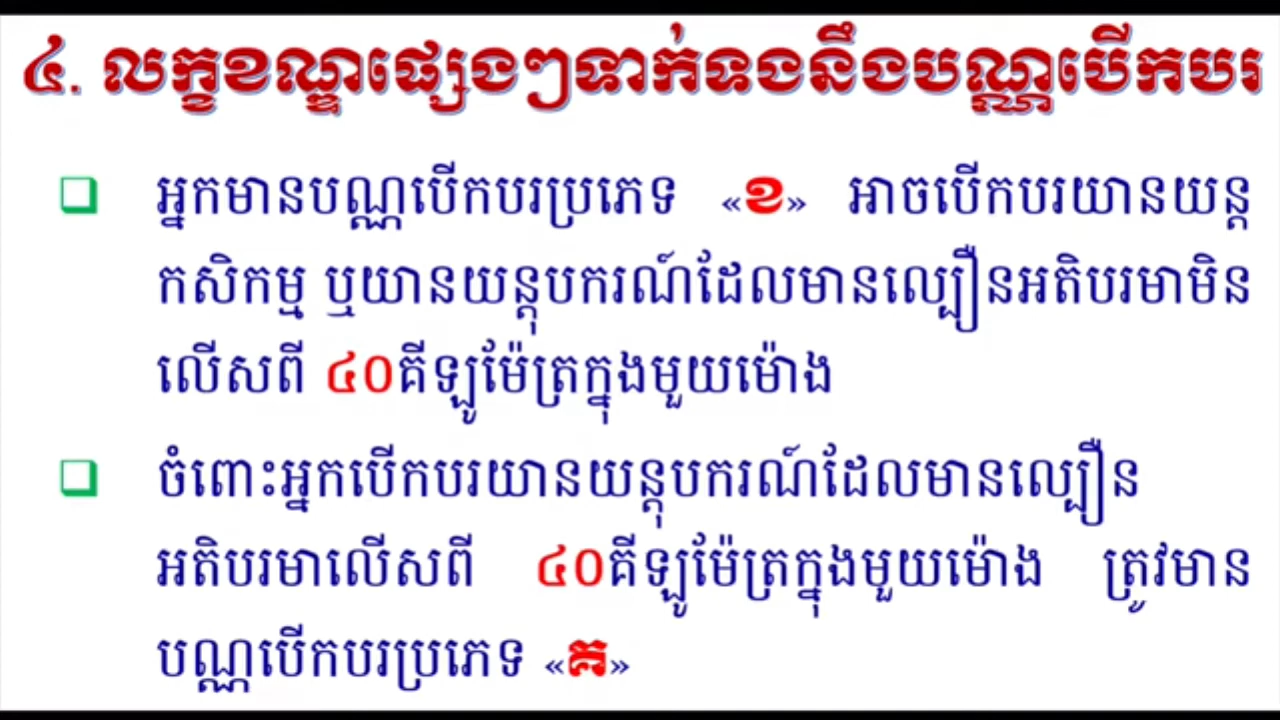 ៤. លក្ខខណ្ឌផ្សេងៗទាក់ទងនឹងបណ្ណបើកបរ
អ្នកមានបណ្ណបើកបរប្រភេទ «ខ» អាចបើកបរយានយន្ត
កសិកម្ម ឬយានយន្តុបករណ៍ដែលមានល្បឿនអតិបរមាមិន
លើសពី ៤០គីឡូម៉ែត្រក្នុងមួយម៉ោង
ចំពោះអ្នកបើកបរយានយន្តុបករណ៍ដែលមានល្បឿន
អតិបរមាលើសពី ៤០គីឡូម៉ែត្រក្នុងមួយម៉ោង ត្រូវមាន
បណ្ណបើកបរប្រភេទ «គ»